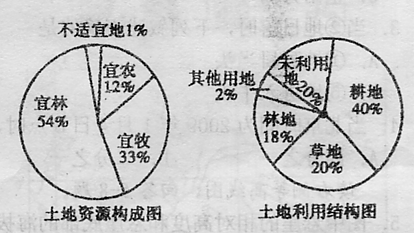 不适宜地1%
宜农
12%
宜林
54%
宜牧
33%
土地资源构成图
未利用
地20%
其他用地
2%
耕地
40%
林地
18%
草地
20%
土地利用结构图